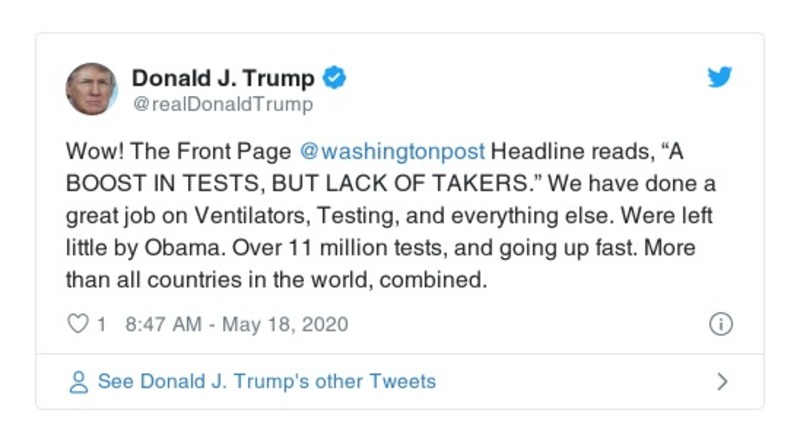 Donald J. Trump
@realDonaldTrump
Wow! The Front Page @washingtonpost Headline reads, “A
BOOST IN TESTS, BUT LACK OF TAKERS.” We have done a
great job on Ventilators, Testing, and everything else. Were left
little by Obama. Over 11 million tests, and going up fast. More
than all countries in the world, combined.
1 8:47 AM - May 18, 2020
See Donald J. Trump's other Tweets